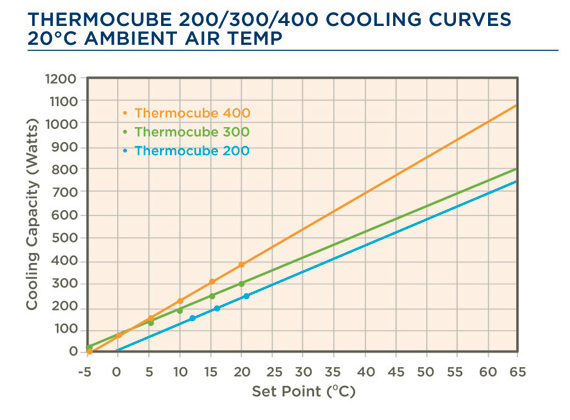 THERMOCUBE 200/300/400 COOLING CURVES
20°C AMBIENT AIR TEMP
1200
1100
1000
900
800
700
600
500
400
300
200
100
0
Cooling Capacity (Watts)
• Thermocube 400
• Thermocube 300
• Thermocube 200
-5 0 5 10 15 20 25 30 35 40 45 50 55 60 65
Set Point (°C)